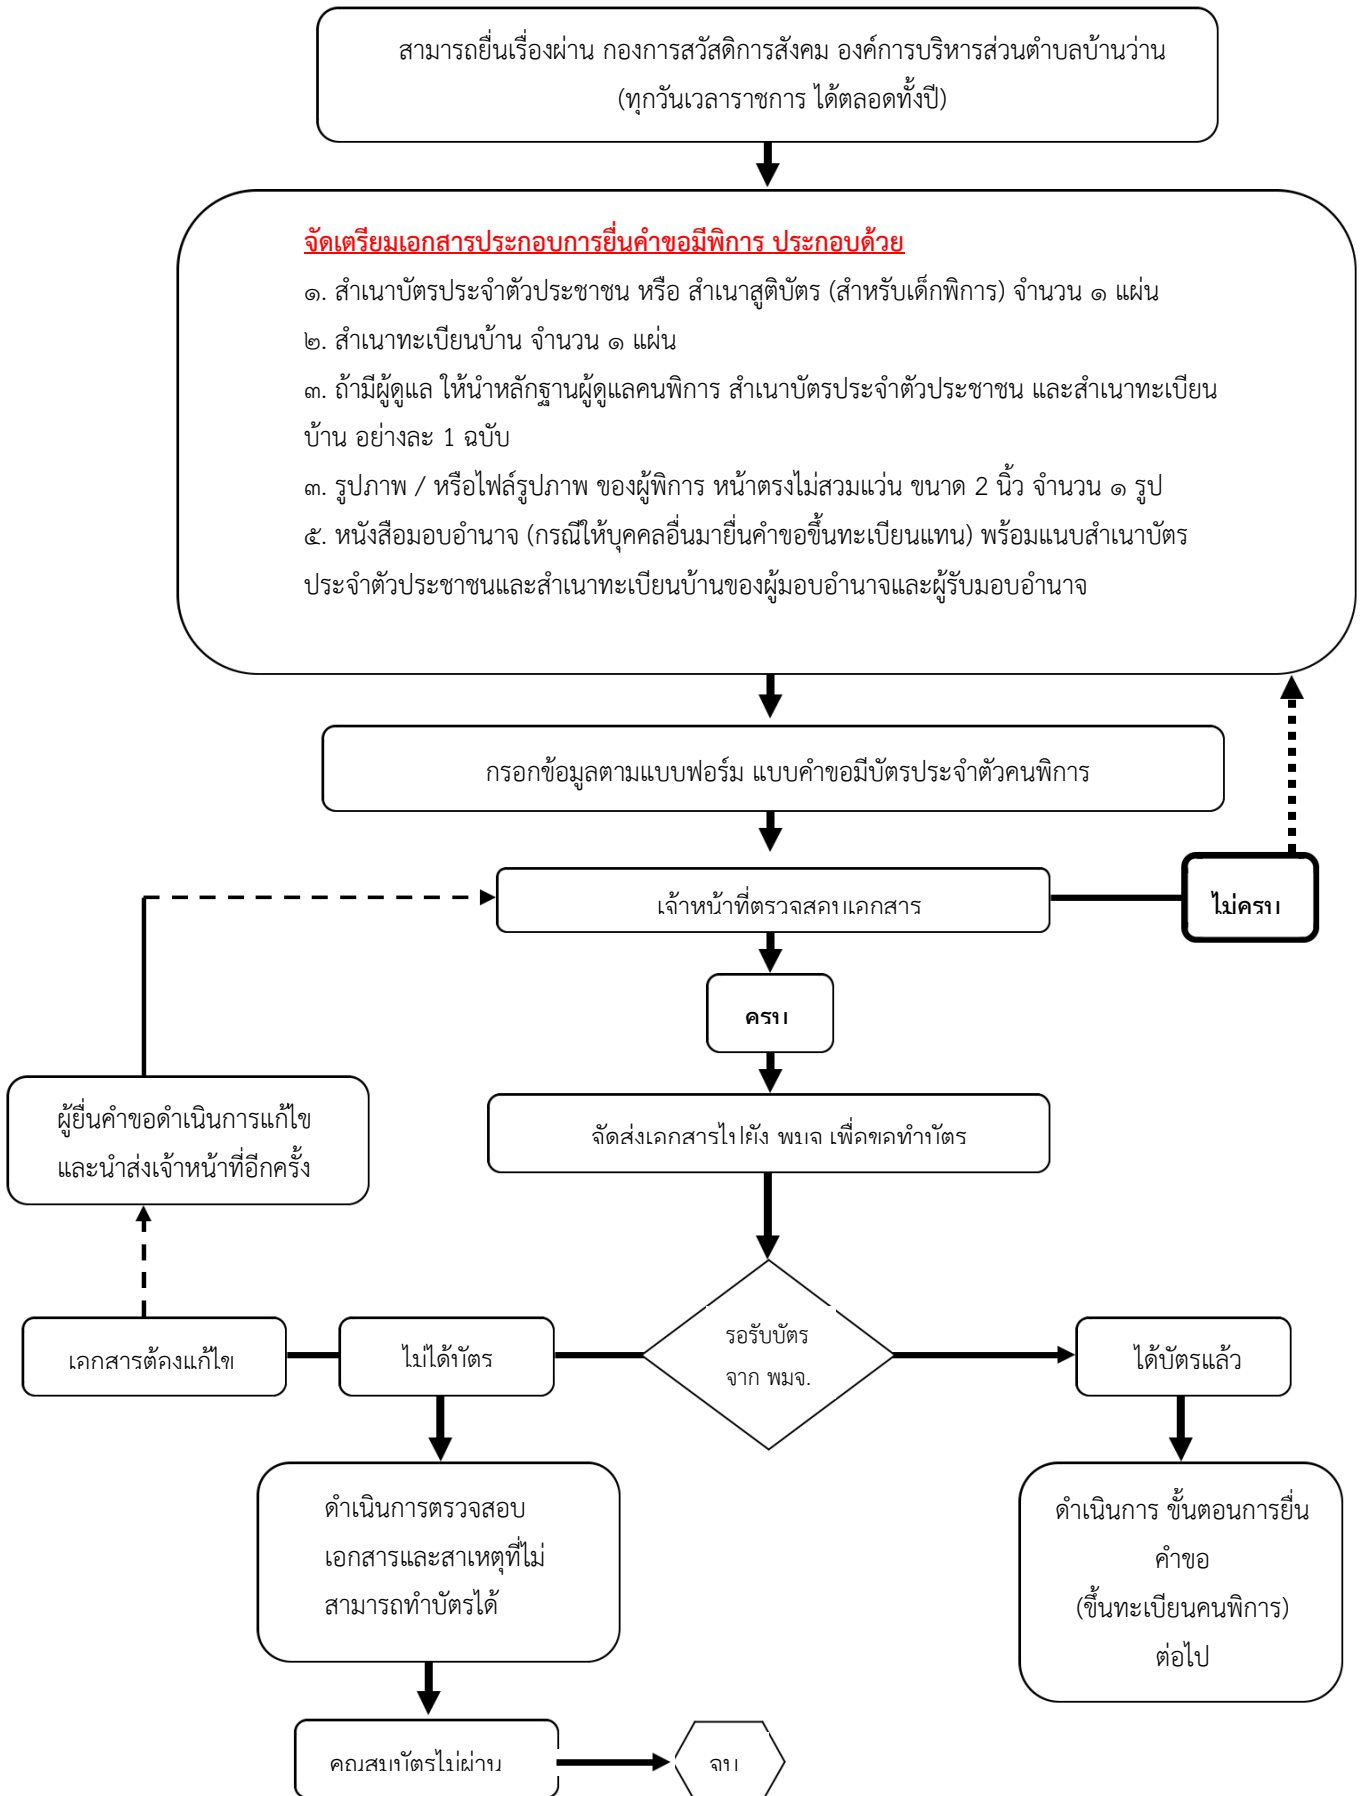 สามารถยื่นเรื่องผ่าน กองการสวัสดิการสังคม องค์การบริหารส่วนตำบลบ้านว่าน
(ทุกวันเวลาราชการ ได้ตลอดทั้งปี)
จัดเตรียมเอกสารประกอบการยื่นคำขอมีพิการ ประกอบด้วย
๑. สำเนาบัตรประจำตัวประชาชน หรือ สำเนาสูติบัตร (สำหรับเด็กพิการ) จำนวน ๑ แผ่น
๒. สำเนาทะเบียนบ้าน จำนวน ๑ แผ่น
๓. ถ้ามีผู้ดูแล ให้นำหลักฐานผู้ดูแลคนพิการ สำเนาบัตรประจำตัวประชาชน และสำเนาทะเบียน
บ้าน อย่างละ 1 ฉบับ
๓. รูปภาพ / หรือไฟล์รูปภาพ ของผู้พิการ หน้าตรงไม่สวมแว่น ขนาด 2 นิ้ว จำนวน ๑ รูป
๕. หนังสือมอบอำนาจ (กรณีให้บุคคลอื่นมายื่นคำขอขึ้นทะเบียนแทน) พร้อมแนบสำเนาบัตร
ประจำตัวประชาชนและสำเนาทะเบียนบ้านของผู้มอบอำนาจและผู้รับมอบอำนาจ
กรอกข้อมูลตามแบบฟอร์ม แบบคำขอมีบัตรประจำตัวคนพิการ
เจ้าหน้าที่ตรวจสอบเอกสาร
ไม่ครบ
ครบ
ผู้ยื่นคำขอดำเนินการแก้ไข
และนำส่งเจ้าหน้าที่อีกครั้ง
จัดส่งเอกสารไปยัง พมจ เพื่อขอทำบัตร
เอกสารต้องแก้ไข
ไม่ได้บัตร
รอรับบัตร
จาก พมจ.
ได้บัตรแล้ว
ดำเนินการตรวจสอบ
เอกสารและสาเหตุที่ไม่
สามารถทำบัตรได้
ดำเนินการ ขั้นตอนการยื่น
คำขอ
(ขึ้นทะเบียนคนพิการ)
ต่อไป
คุณสมบัตรไม่ผ่าน
จบ